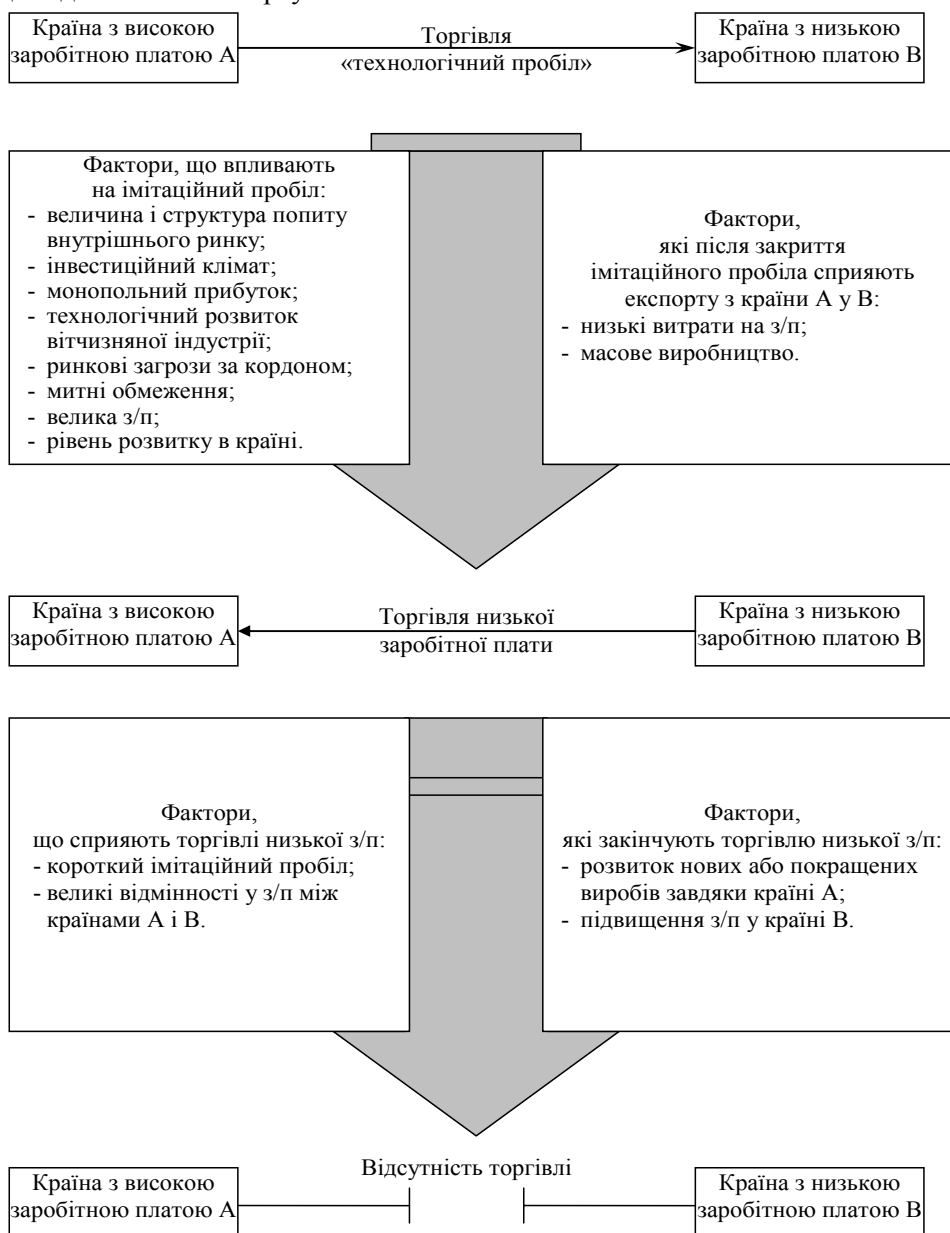 Країна з високою
заробітною платою А
Торгівля
«технологічний пробіл»
Країна з низькою
заробітною платою В
Фактори, що впливають
на імітаційний пробіл:
- величина і структура попиту
внутрішнього ринку;
- інвестиційний клімат;
- монопольний прибуток;
- технологічний розвиток
вітчизняної індустрії;
- ринкові загрози за кордоном;
- митні обмеження;
- велика з/п;
- рівень розвитку в країні.
Фактори,
які після закриття
імітаційного пробіла сприяють
експорту з країни А у В:
- низькі витрати на з/п;
- масове виробництво.
Країна з високою
заробітною платою А
Торгівля низької
заробітної плати
Країна з низькою
заробітною платою В
Фактори,
що сприяють торгівлі низької з/п:
- короткий імітаційний пробіл;
- великі відмінності у з/п між
країнами А і В.
Фактори,
які закінчують торгівлю низької з/п:
- розвиток нових або покращених
виробів завдяки країні А;
- підвищення з/п у країні В.
Країна з високою
заробітною платою А
Відсутність торгівлі
Країна з низькою
заробітною платою В